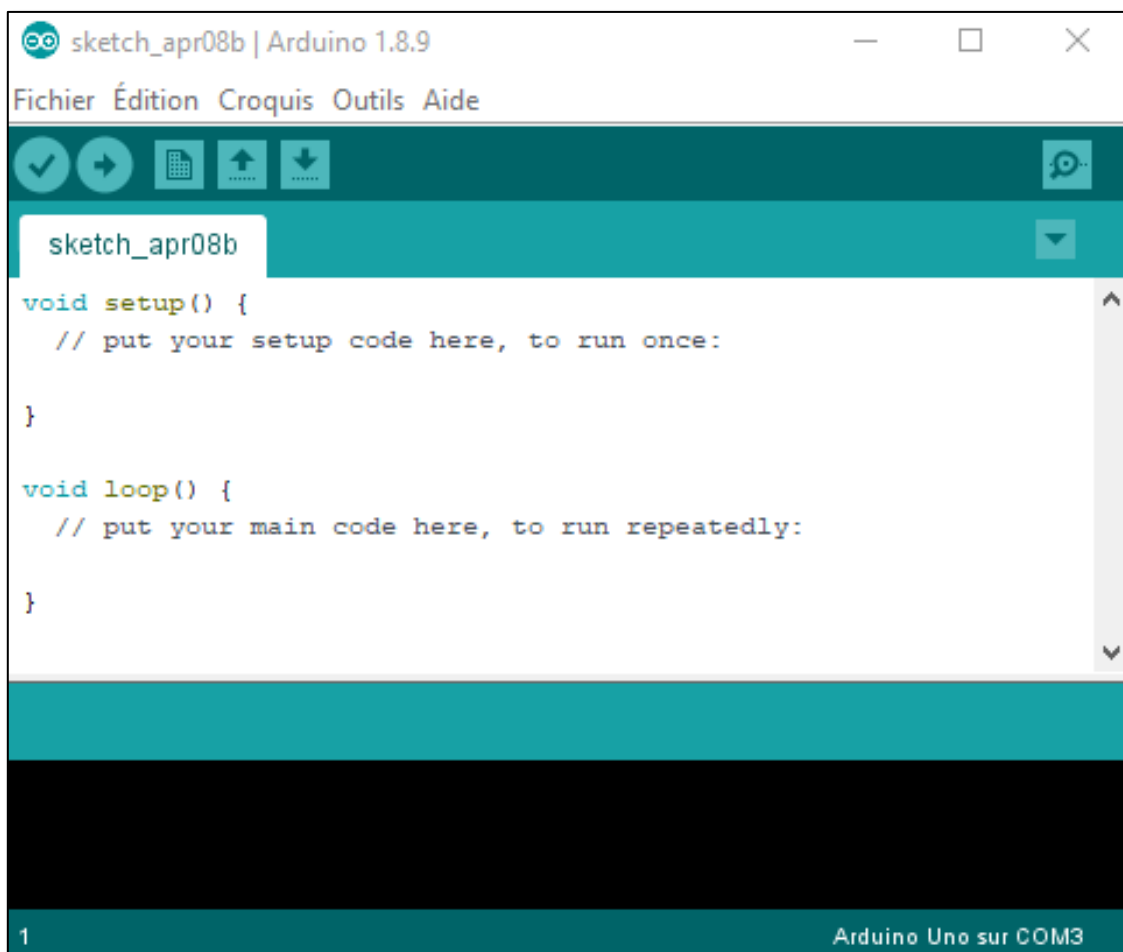 sketch_apr08b | Arduino 1.8.9
Fichier Édition Croquis Outils Aide
sketch_apr08b
void setup() {
  // put your setup code here, to run once:
}
void loop() {
  // put your main code here, to run repeatedly:
}
1 Arduino Uno sur COM3